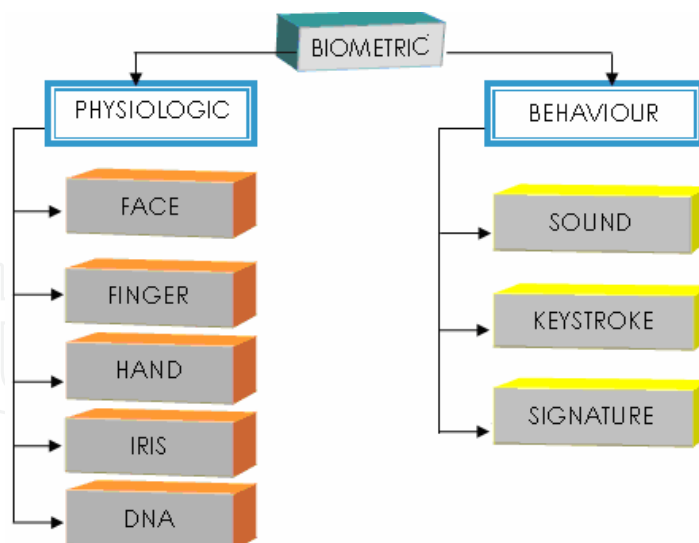 BIOMETRIC
PHYSIOLOGIC
FACE
FINGER
HAND
IRIS
DNA
BEHAVIOUR
SOUND
KEYSTROKE
SIGNATURE